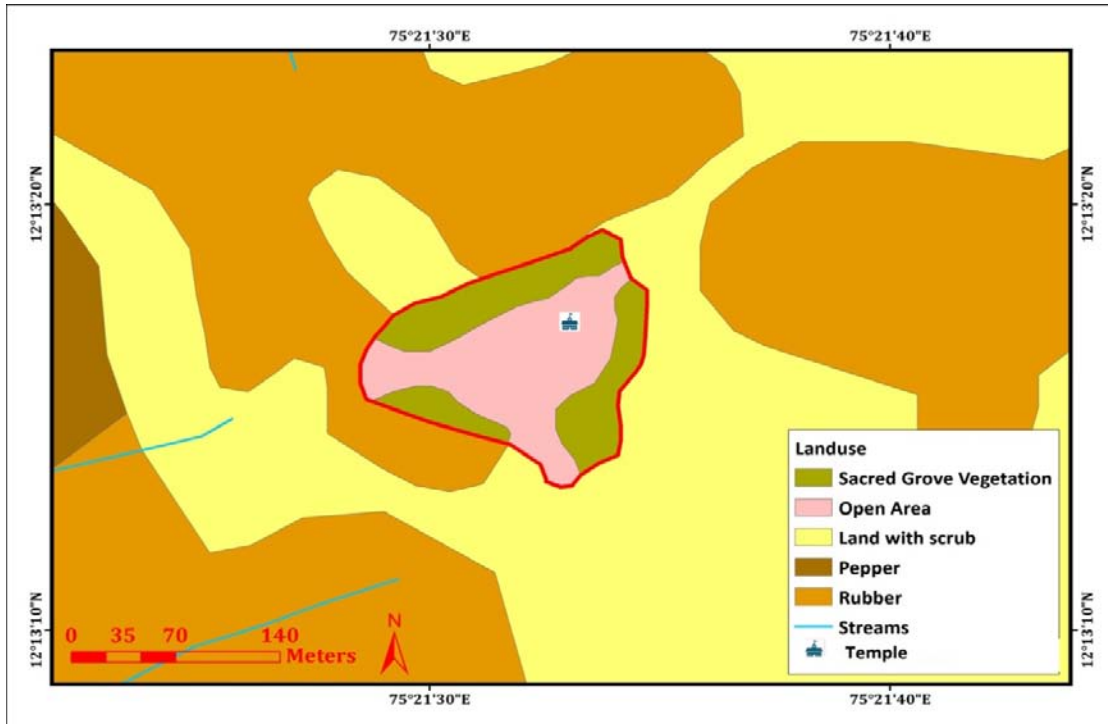 75°21'30"E 75°21'40"E
12°13'20"N 12°13'20"N
Landuse
Sacred Grove Vegetation
Open Area
Land with scrub
Pepper
Rubber
Streams
Temple
N
0 35 70 140
Meters
12°13'10"N 12°13'10"N
75°21'30"E 75°21'40"E